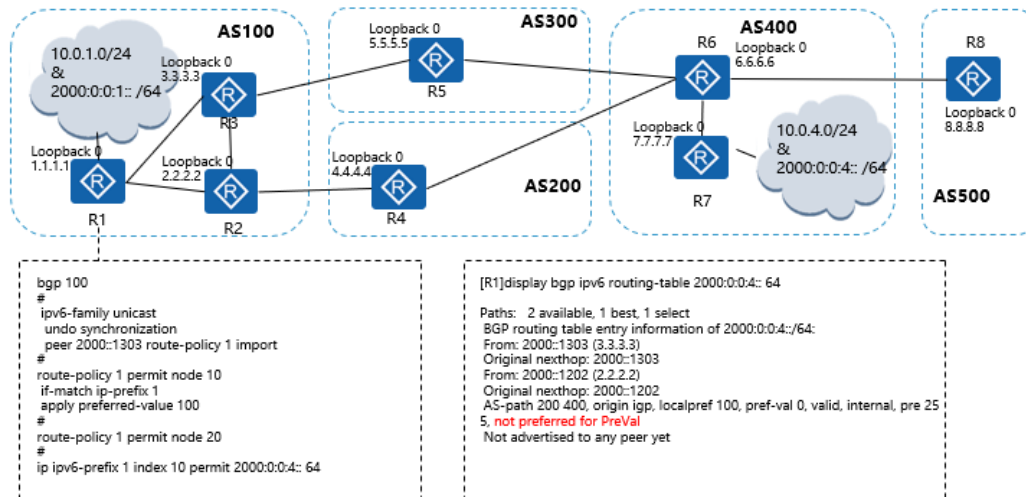 AS100
10.0.1.0/24
&
2000:0:0:1:: /64
Loopback 0
3.3.3.3
R3
Loopback 0
1.1.1.1
R1
Loopback 0
2.2.2.2
R2
AS300
Loopback 0
5.5.5.5
R5
Loopback 0
4.4.4.4
R4
AS200
AS400
R6
Loopback 0
6.6.6.6
Loopback 0
7.7.7.7
R7
10.0.4.0/24
&
2000:0:0:4:: /64
R8
Loopback 0
8.8.8.8
AS500
bgp 100
#
ipv6-family unicast
undo synchronization
peer 2000::1303 route-policy 1 import
#
route-policy 1 permit node 10
if-match ip-prefix 1
apply preferred-value 100
#
route-policy 1 permit node 20
#
ip ipv6-prefix 1 index 10 permit 2000:0:0:4:: 64
[R1]display bgp ipv6 routing-table 2000:0:0:4:: 64
Paths: 2 available, 1 best, 1 select
BGP routing table entry information of 2000:0:0:4::/64:
From: 2000::1303 (3.3.3.3)
Original nexthop: 2000::1303
From: 2000::1202 (2.2.2.2)
Original nexthop: 2000::1202
AS-path 200 400, origin igp, localpref 100, pref-val 0, valid, internal, pre 25
5, not preferred for PreVal
Not advertised to any peer yet